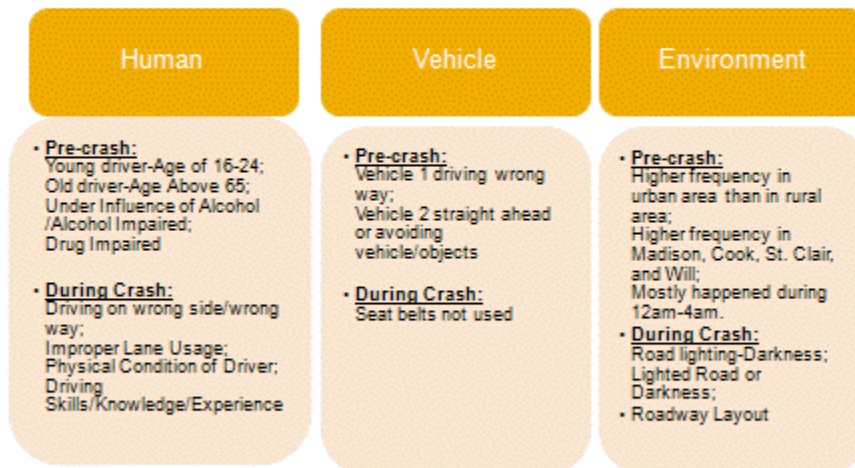 Human
• Pre-crash:
Young driver-Age of 16-24;
Old driver-Age Above 65;
Under Influence of Alcohol
/Alcohol Impaired;
Drug Impaired
• During Crash:
Driving on wrong side/wrong
way;
Improper Lane Usage;
Physical Condition of Driver;
Driving
Skills/Knowledge/Experience
Vehicle
• Pre-crash:
Vehicle 1 driving wrong
way;
Vehicle 2 straight ahead
or avoiding
vehicle/objects
• During Crash:
Seat belts not used
Environment
• Pre-crash:
Higher frequency in
urban area than in rural
area;
Higher frequency in
Madison, Cook, St. Clair,
and Will;
Mostly happened during
12am-4am.
• During Crash:
Road lighting-Darkness;
Lighted Road or
Darkness;
• Roadway Layout